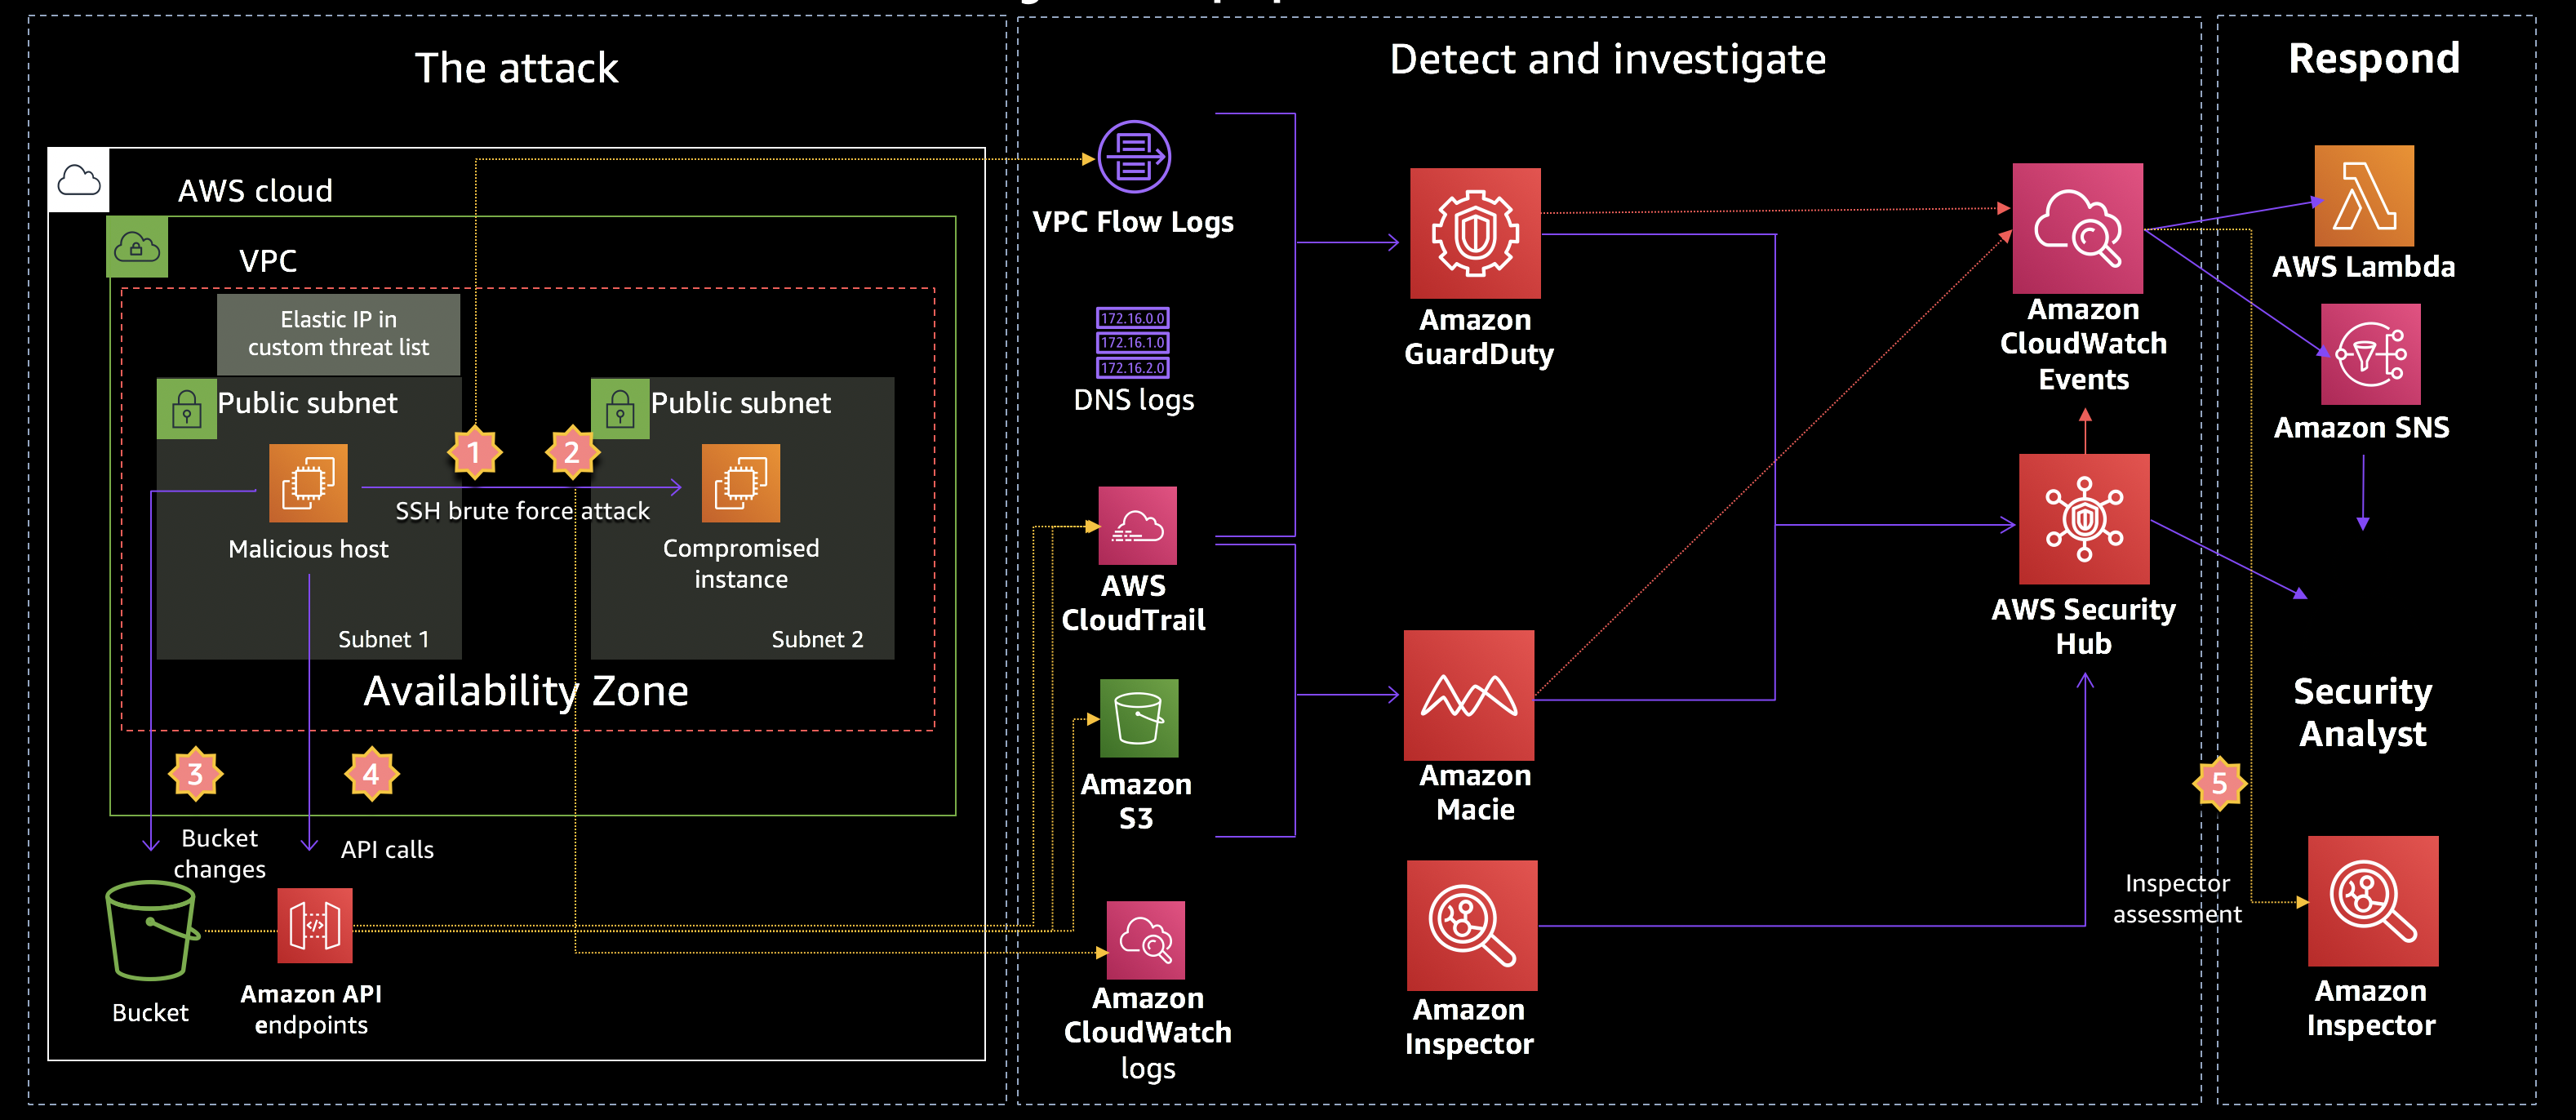 The attack
AWS cloud
VPC
Elastic IP in
custom threat list
Public subnet
Public subnet
1
2
SSH brute force attack
Malicious host
Compromised
instance
Subnet 1
Subnet 2
Availability Zone
3
4
Bucket
changes
API calls
Bucket
Amazon API
endpoints
Detect and investigate
VPC Flow Logs
172.16.0.0
172.16.1.0
172.16.2.0
DNS logs
AWS
CloudTrail
Amazon
S3
Amazon
CloudWatch
logs
Amazon
GuardDuty
Amazon
Macie
Amazon
Inspector
Amazon
CloudWatch
Events
AWS Security
Hub
Inspector
assessment
5
Respond
AWS Lambda
Amazon SNS
Security
Analyst
Amazon
Inspector